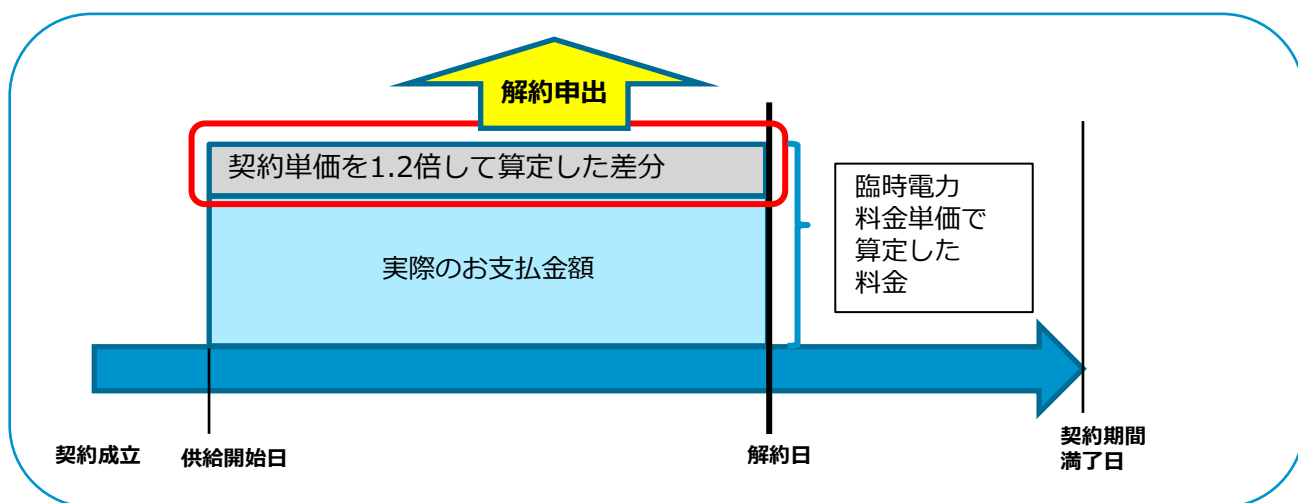 解約申出
契約単価を1.2倍して算定した差分
実際のお支払金額
臨時電力
料金単価で
算定した
料金
契約成立
供給開始日
解約日
契約期間
満了日